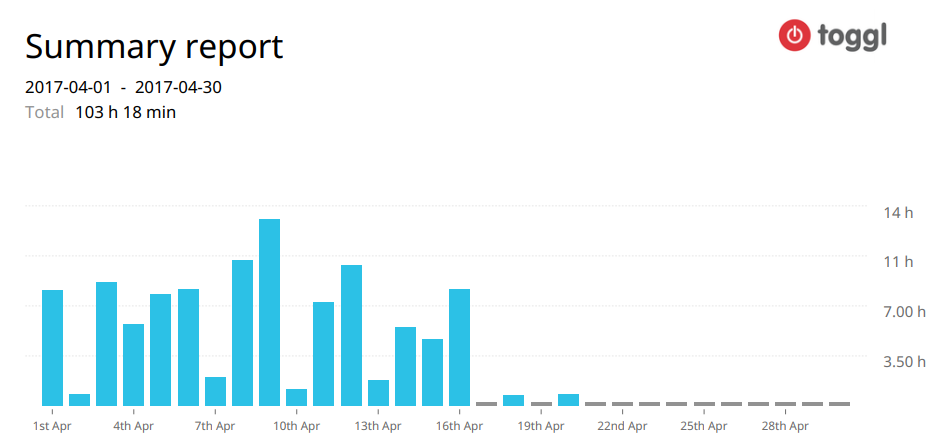 Summary report
toggl
2017-04-01 - 2017-04-30
Total 103 h 18 min
14 h
11 h
7.00 h
3.50 h
1st Apr 4th Apr 7th Apr 10th Apr 13th Apr 16th Apr 19th Apr 22nd Apr 25th Apr 28th Apr